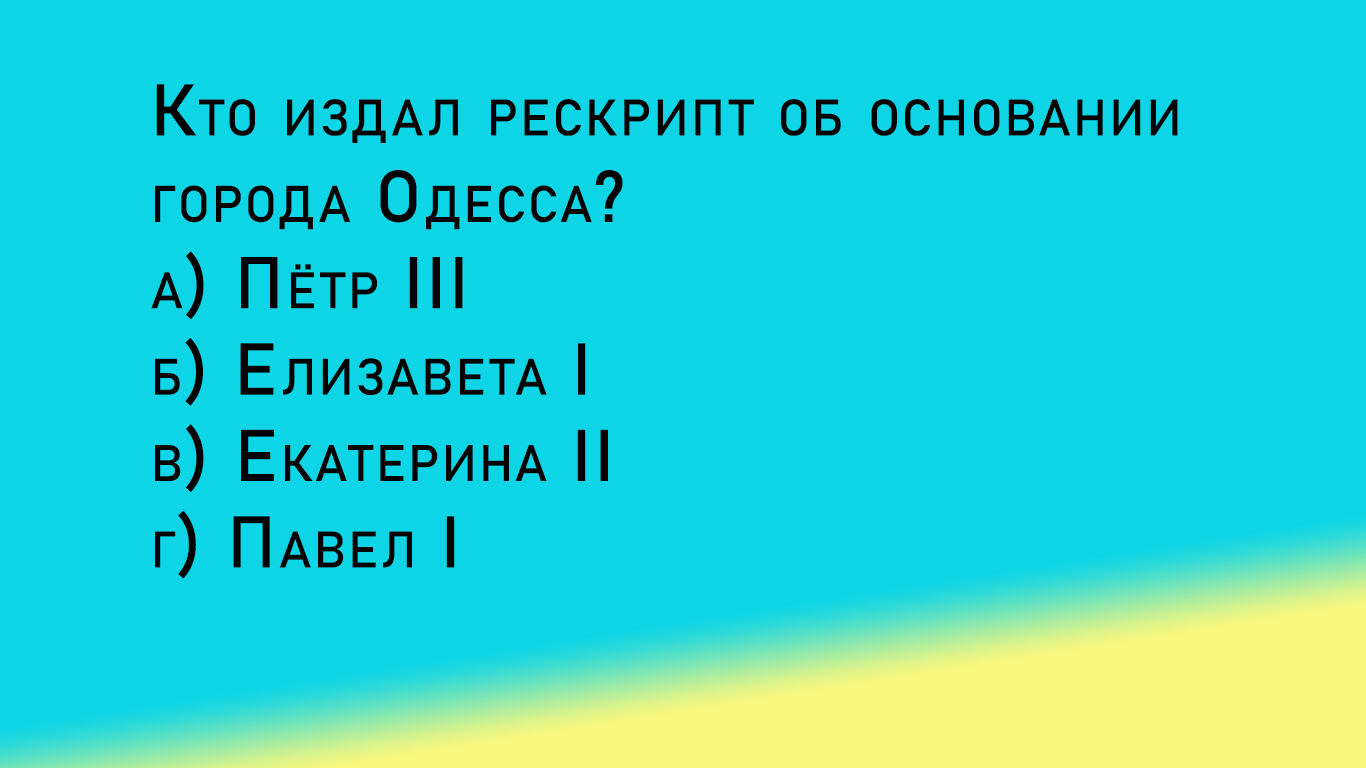 Кто издал рескрипт об основании
города Одесса?
а) Пётр III
б) Елизавета I
в) Екатерина II
г) Павел I